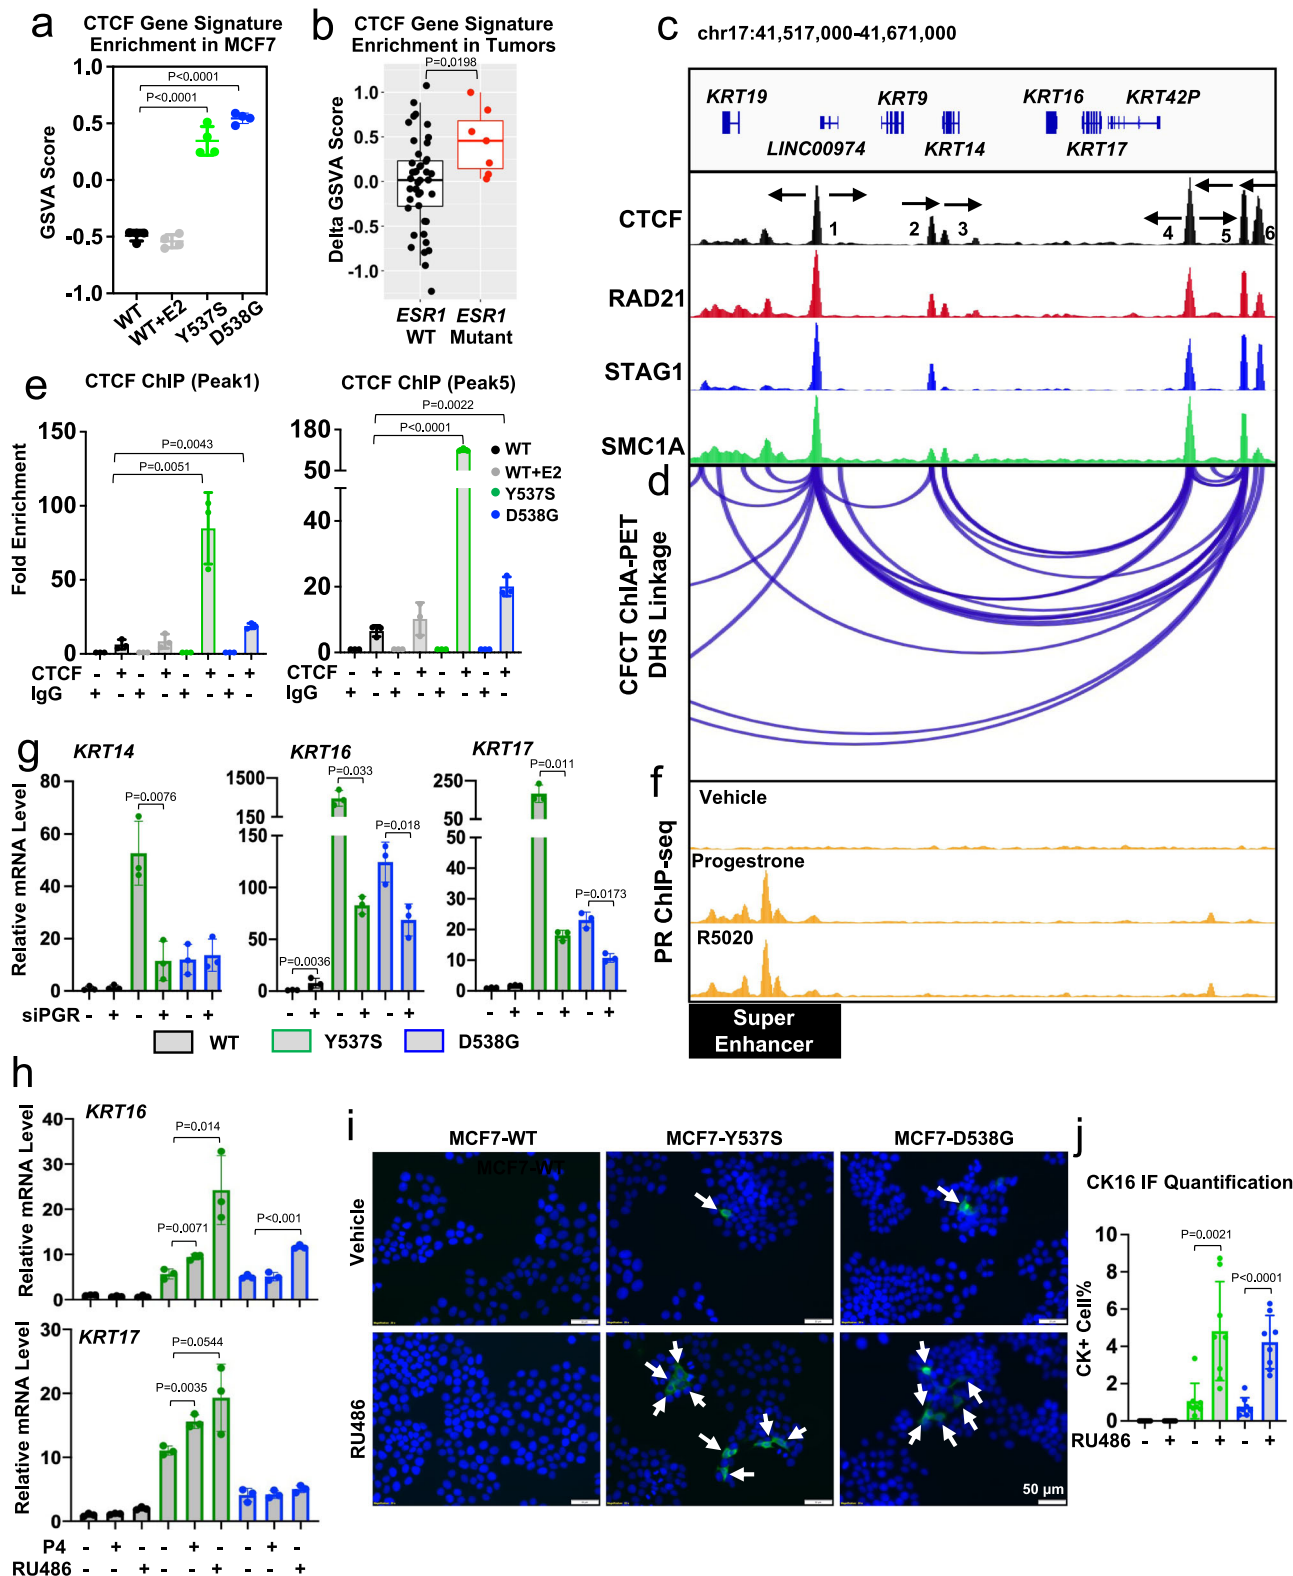 a
CTCF Gene Signature
Enrichment in MCF7
P<0.0001
P<0.0001
GSVA Score
1.0
0.5
0.0
-0.5
-1.0
WT
WT+E2
Y537S
D538G
b
CTCF Gene Signature
Enrichment in Tumors
P=0.0198
Delta GSVA Score
1.0
0.5
0.0
-0.5
-1.0
ESR1 ESR1
WT Mutant
c
chr17:41,517,000-41,671,000
KRT19 KRT9 KRT16 KRT42P
LINC00974 KRT14 KRT17
CTCF
1 2 3 4 5 6
RAD21
STAG1
SMC1A
d
CFCT ChIA-PET
DHS Linkage
e
CTCF ChIP (Peak1)
P=0.0043
P=0.0051
Fold Enrichment
150
100
50
0
CTCF - + - + - + - +
IgG + - + - + - + -
CTCF ChIP (Peak5)
P=0.0022
P<0.0001
180
50
40
20
0
WT
WT+E2
Y537S
D538G
CTCF - + - + - + - +
IgG + - + - + - + -
f
PR ChIP-seq
Vehicle
Progestrone
R5020
Super
Enhancer
g
KRT14
P=0.0076
Relative mRNA Level
80
60
40
20
0
siPGR - + - + - +
KRT16
P=0.033
P=0.018
P=0.0036
1500
150
150
100
50
0
- + - + - +
KRT17
P=0.011
P=0.0173
250
50
50
40
30
20
10
0
- + - + - +
WT Y537S D538G
h
KRT16
P=0.014
P=0.0071
P<0.001
Relative mRNA Level
40
30
20
10
0
KRT17
P=0.0544
P=0.0035
Relative mRNA Level
30
20
10
0
P4 - + - - + - - + -
RU486 - - + - - + - - +
i
MCF7-WT MCF7-Y537S MCF7-D538G
MCF7-WT
Vehicle
RU486
50 µm
j
CK16 IF Quantification
P=0.0021
P<0.0001
CK+ Cell%
10
8
6
4
2
0
RU486 - + - + - +